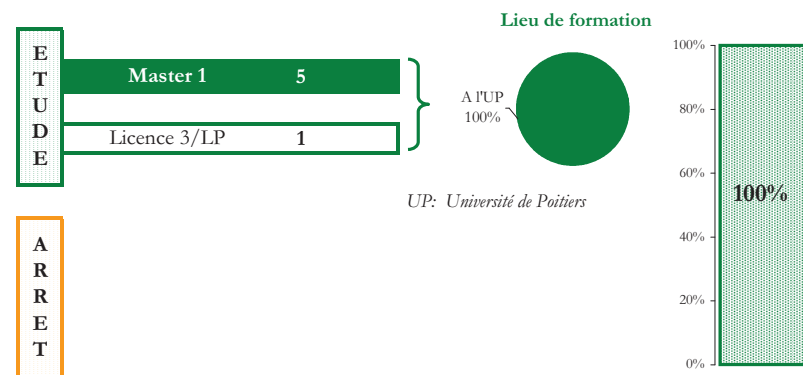 Lieu de formation
E
T
U
D
E
Master 1 5
Licence 3/LP 1
A l'UP
100%
UP: Université de Poitiers
A
R
R
E
T
100%
80%
60%
40%
20%
0%
100%